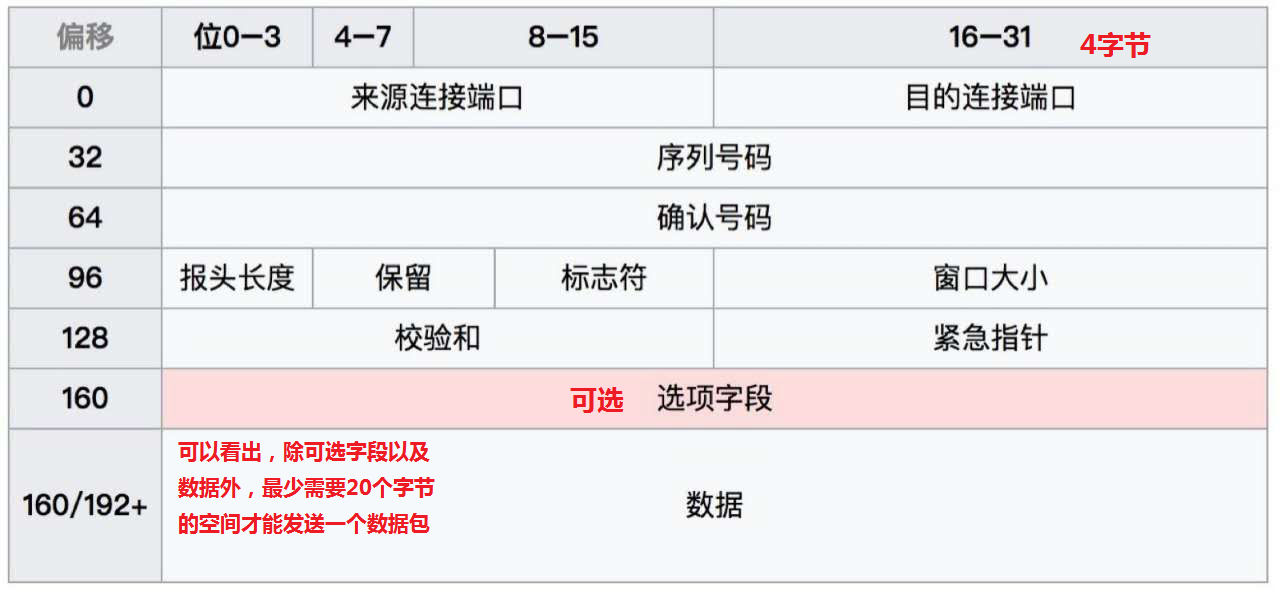 偏移 位0—3 4—7 8—15 16—31 4字节
0 来源连接端口 目的连接端口
32 序列号码
64 确认号码
96 报头长度 保留 标志符 窗口大小
128 校验和 紧急指针
160 可选 选项字段
可以看出，除可选字段以及
数据外，最少需要20个字节
的空间才能发送一个数据包
160/192+ 数据